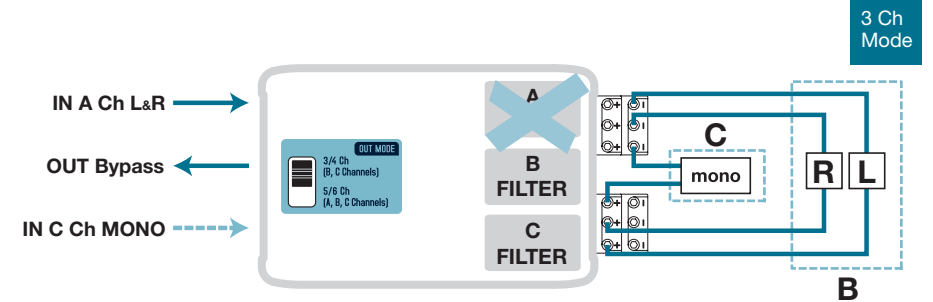 3 Ch
Mode
IN A Ch L&R
OUT Bypass
IN C Ch MONO
OUT MODE
3/4 Ch
(B, C Channels)
5/6 Ch
(A, B, C Channels)
A
B
FILTER
C
FILTER
+ -
+ -
+ -
+ -
+ -
+ -
C
mono
R L
B